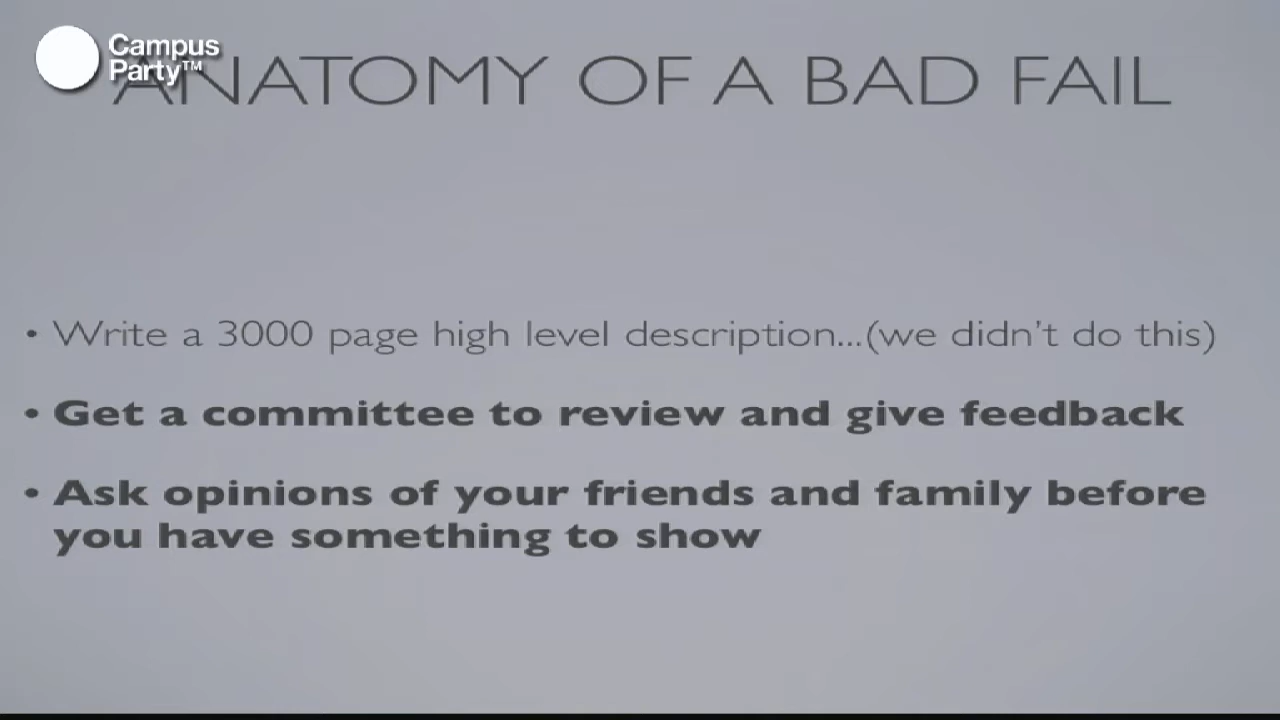 Campus
Party™
ANATOMY OF A BAD FAIL
• Write a 3000 page high level description...(we didn't do this)
• Get a committee to review and give feedback
• Ask opinions of your friends and family before
you have something to show